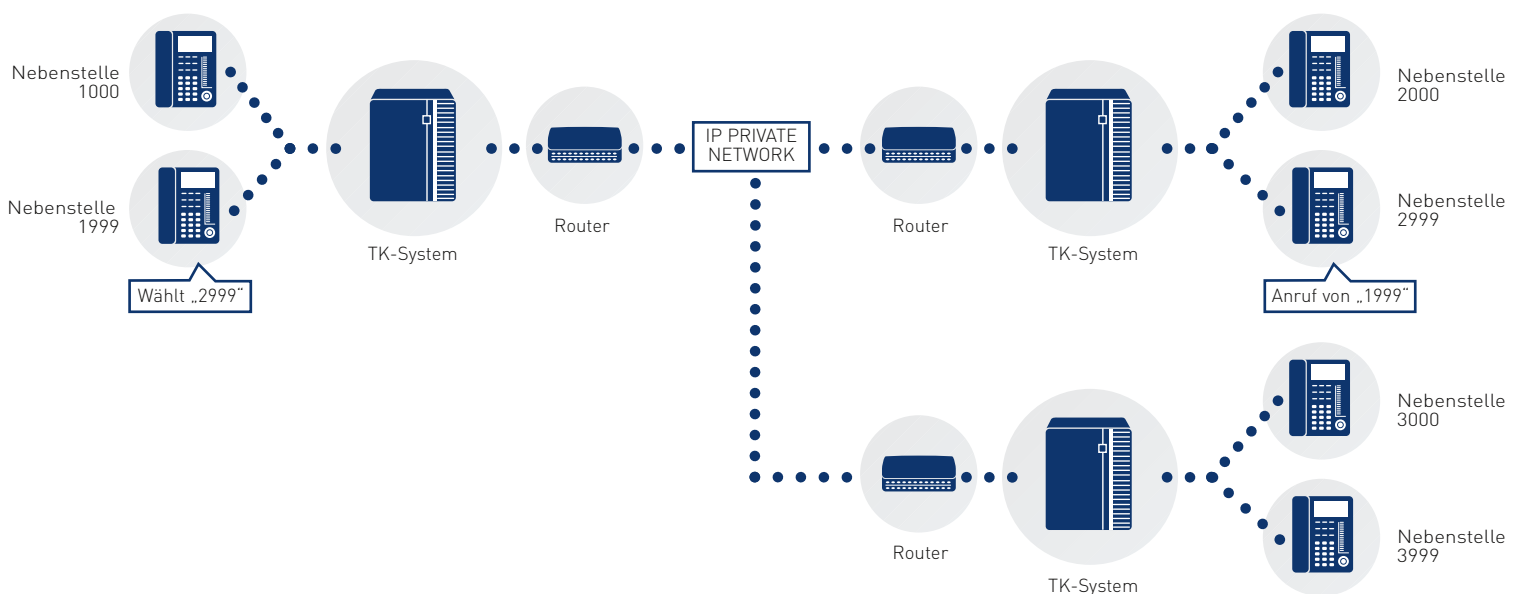 Nebenstelle
1000
Nebenstelle
1999
Wählt „2999“
TK-System
Router
IP PRIVATE
NETWORK
Router
TK-System
Nebenstelle
2000
Nebenstelle
2999
Anruf von „1999“
Router
TK-System
Nebenstelle
3000
Nebenstelle
3999